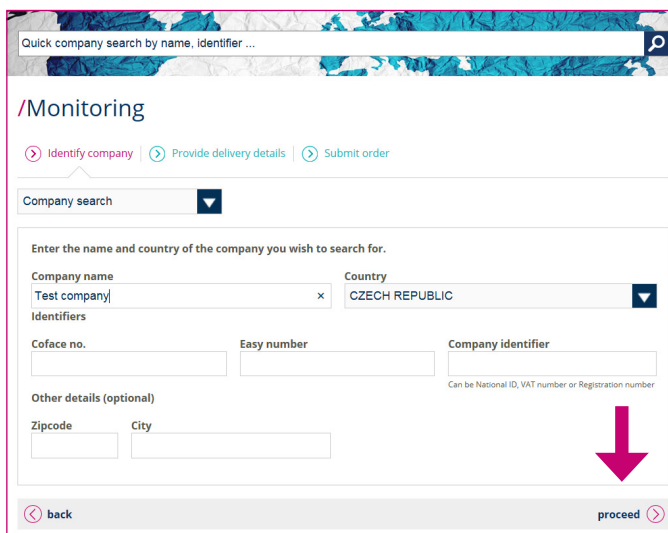 Quick company search by name, identifier ...
/Monitoring
Identify company Provide delivery details Submit order
Company search
Enter the name and country of the company you wish to search for.
Company name Country
Test company × CZECH REPUBLIC
Identifiers
Coface no. Easy number Company identifier
Can be National ID, VAT number or Registration number
Other details (optional)
Zipcode City
back proceed